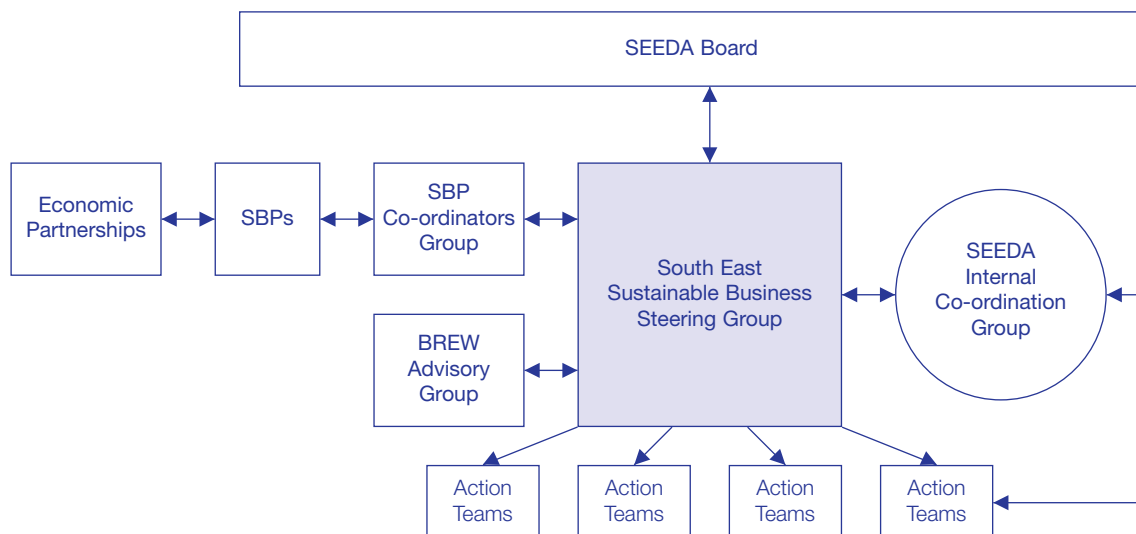 SEEDA Board
Economic
Partnerships
SBPs
SBP
Co-ordinators
Group
South East
Sustainable Business
Steering Group
SEEDA
Internal
Co-ordination
Group
BREW
Advisory
Group
Action
Teams
Action
Teams
Action
Teams
Action
Teams